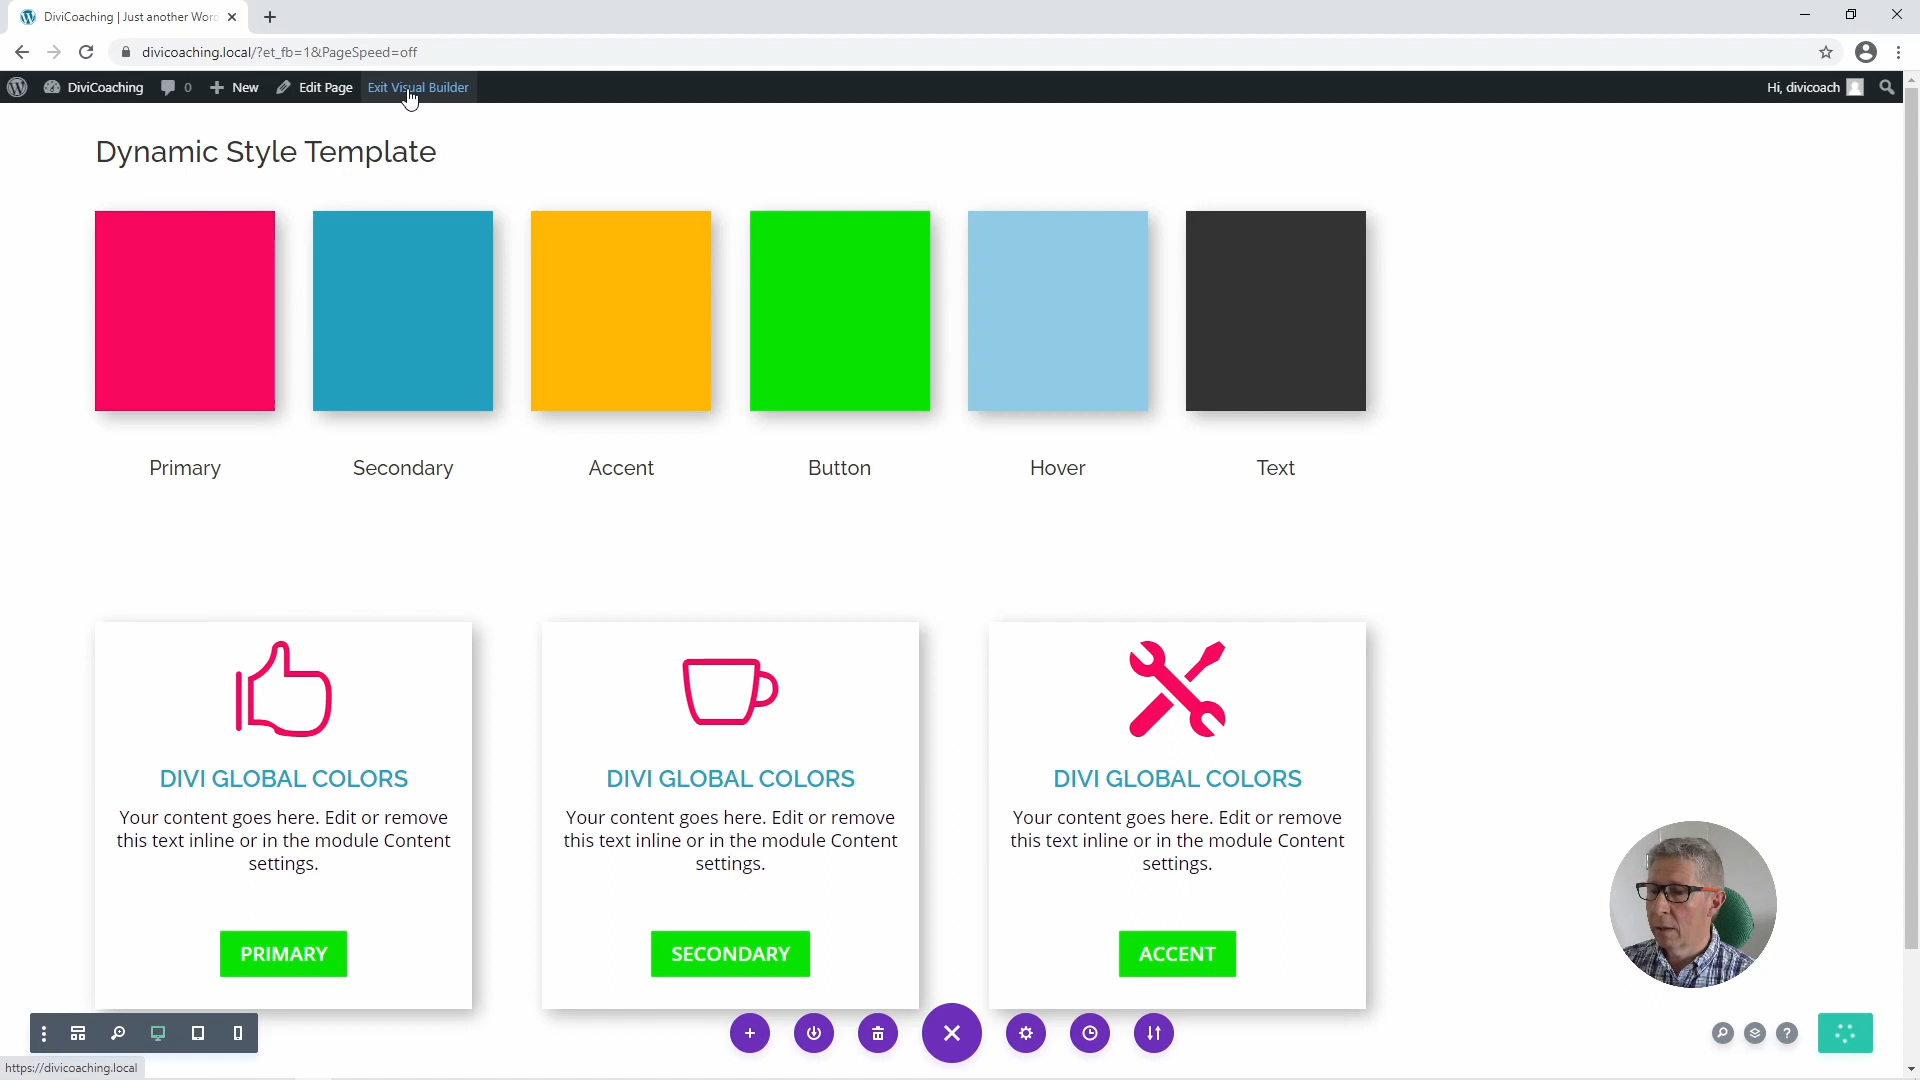 DiviCoaching | Just another Wor
divicoaching.local/?et_fb=1&PageSpeed=off
DiviCoaching
0
New
Edit Page
Exit Visual Builder
Hi, divicoach
Dynamic Style Template
Primary
Secondary
Accent
Button
Hover
Text
DIVI GLOBAL COLORS
Your content goes here. Edit or remove
this text inline or in the module Content
settings.
PRIMARY
DIVI GLOBAL COLORS
Your content goes here. Edit or remove
this text inline or in the module Content
settings.
SECONDARY
DIVI GLOBAL COLORS
Your content goes here. Edit or remove
this text inline or in the module Content
settings.
ACCENT
https://divicoaching.local